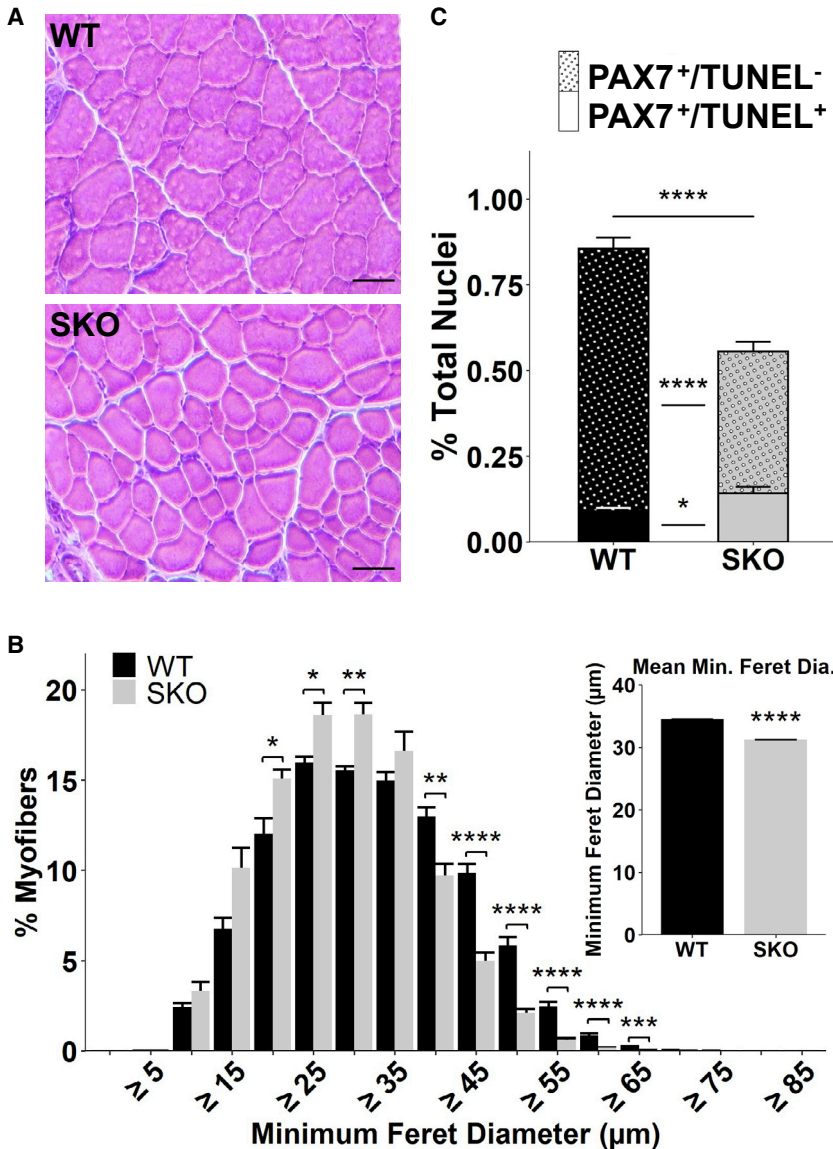 A
WT
SKO
C
PAX7+/TUNEL-
PAX7+/TUNEL+
% Total Nuclei
1.00
0.75
0.50
0.25
0.00
****
****
*
WT
SKO
B
WT
SKO
% Myofibers
20
15
10
5
0
*
*
**
**
****
****
****
****
***
≥ 5
≥ 15
≥ 25
≥ 35
≥ 45
≥ 55
≥ 65
≥ 75
≥ 85
Minimum Feret Diameter (µm)
Mean Min. Feret Dia.
Minimum Feret Diameter (µm)
40
30
20
10
0
****
WT
SKO